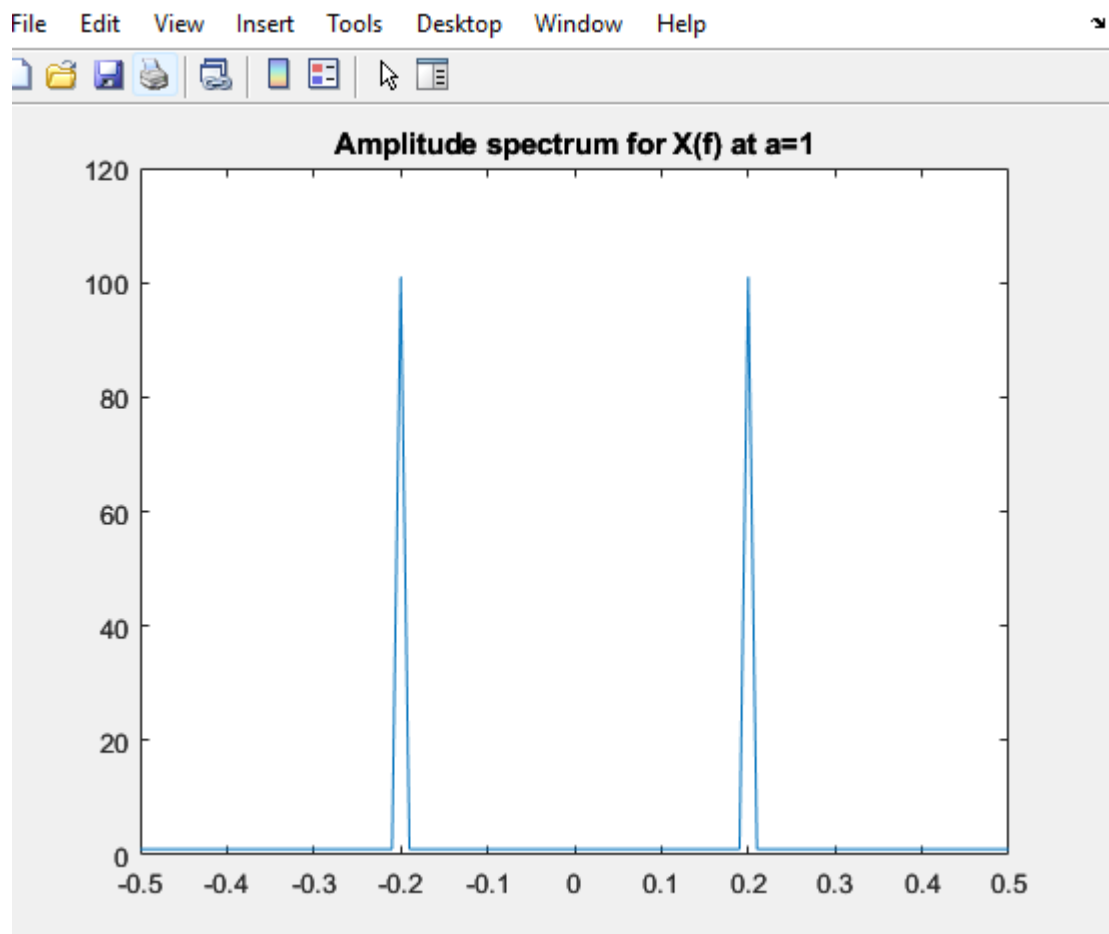 File Edit View Insert Tools Desktop Window Help
Amplitude spectrum for X(f) at a=1
120
100
80
60
40
20
0
-0.5 -0.4 -0.3 -0.2 -0.1 0 0.1 0.2 0.3 0.4 0.5